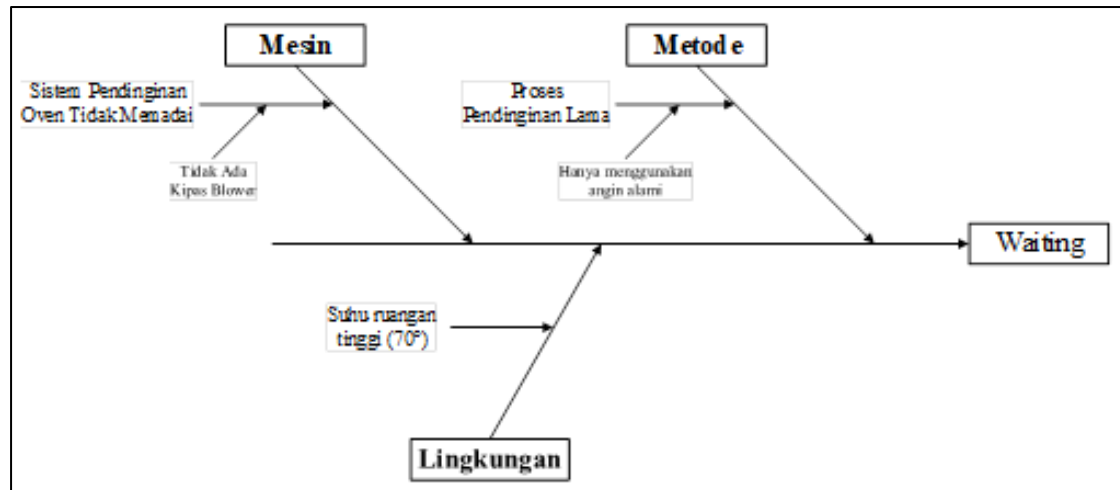 Mesin
Metode
Sistem Pendinginan
Oven Tidak Memadai
Proses
Pendinginan Lama
Tidak Ada
Kipas Blower
Hanya menggunakan
angin alami
Waiting
Suhu ruangan
tinggi (70°)
Lingkungan